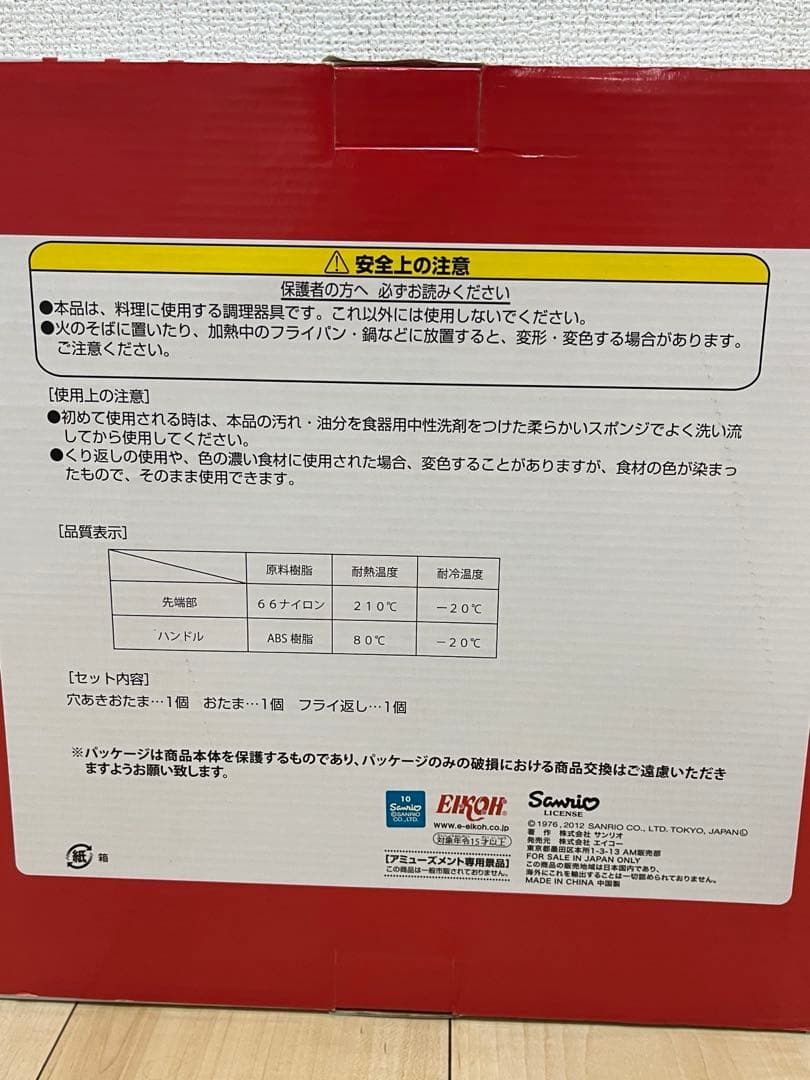 ⚠ 安全上の注意
保護者の方へ 必ずお読みください
●本品は、料理に使用する調理器具です。これ以外には使用しないでください。
●火のそばに置いたり、加熱中のフライパン・鍋などに放置すると、変形・変色する場合があります。
ご注意ください。
[使用上の注意]
●初めて使用される時は、本品の汚れ・油分を食器用中性洗剤をつけた柔らかいスポンジでよく洗い流
してから使用してください。
●くり返しの使用や、色の濃い食材に使用された場合、変色することがありますが、食材の色が染まっ
たもので、そのまま使用できます。
[品質表示]
原料樹脂 耐熱温度 耐冷温度
先端部 66ナイロン 210℃ −20℃
ハンドル ABS樹脂 80℃ −20℃
[セット内容]
穴あきおたま…1個 おたま…1個 フライ返し…1個
※パッケージは商品本体を保護するものであり、パッケージのみの破損における商品交換はご遠慮いただき
ますようお願い致します。
10
Sanrio
©SANRIO
CO., LTD.
EIKOH
www.e-eikoh.co.jp
対象年令15才以上
【アミューズメント専用景品】
この商品は一般市販されておりません。
Sanrio
LICENSE
©1976, 2012 SANRIO CO., LTD. TOKYO, JAPAN Ⓛ
著 作 株式会社 サンリオ
発売元 株式会社 エイコー
東京都墨田区本所1-3-13 AM販売部
FOR SALE IN JAPAN ONLY
この商品の販売地域は日本国内であり、
海外にこれを輸出することは一切認められておりません。
MADE IN CHINA 中国製
紙 箱